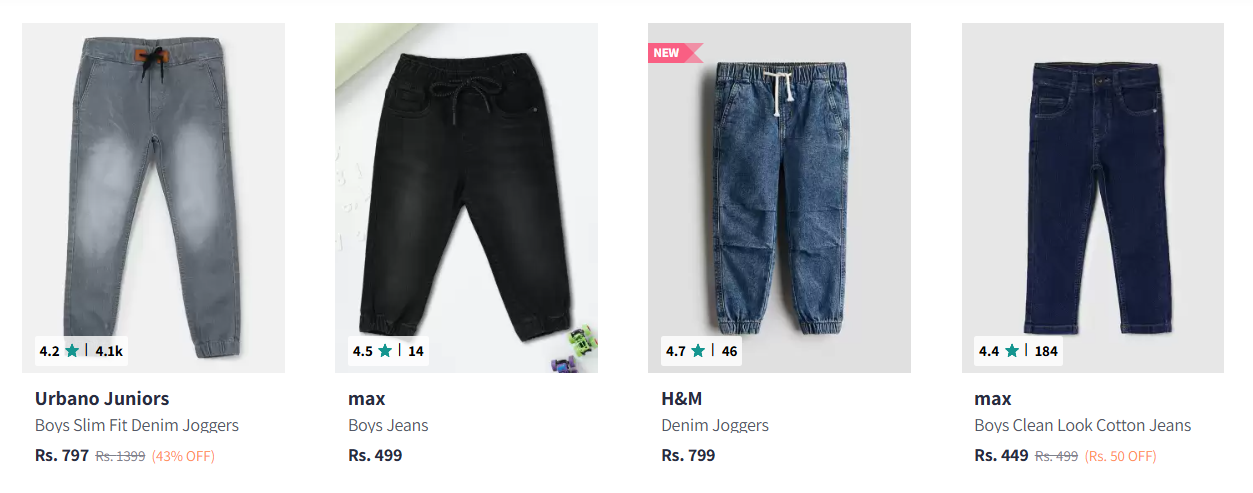 NEW
4.2 ★ | 4.1k
4.5 ★ | 14
4.7 ★ | 46
4.4 ★ | 184
Urbano Juniors
Boys Slim Fit Denim Joggers
Rs. 797 Rs. 1399 (43% OFF)
max
Boys Jeans
Rs. 499
H&M
Denim Joggers
Rs. 799
max
Boys Clean Look Cotton Jeans
Rs. 449 Rs. 499 (Rs. 50 OFF)